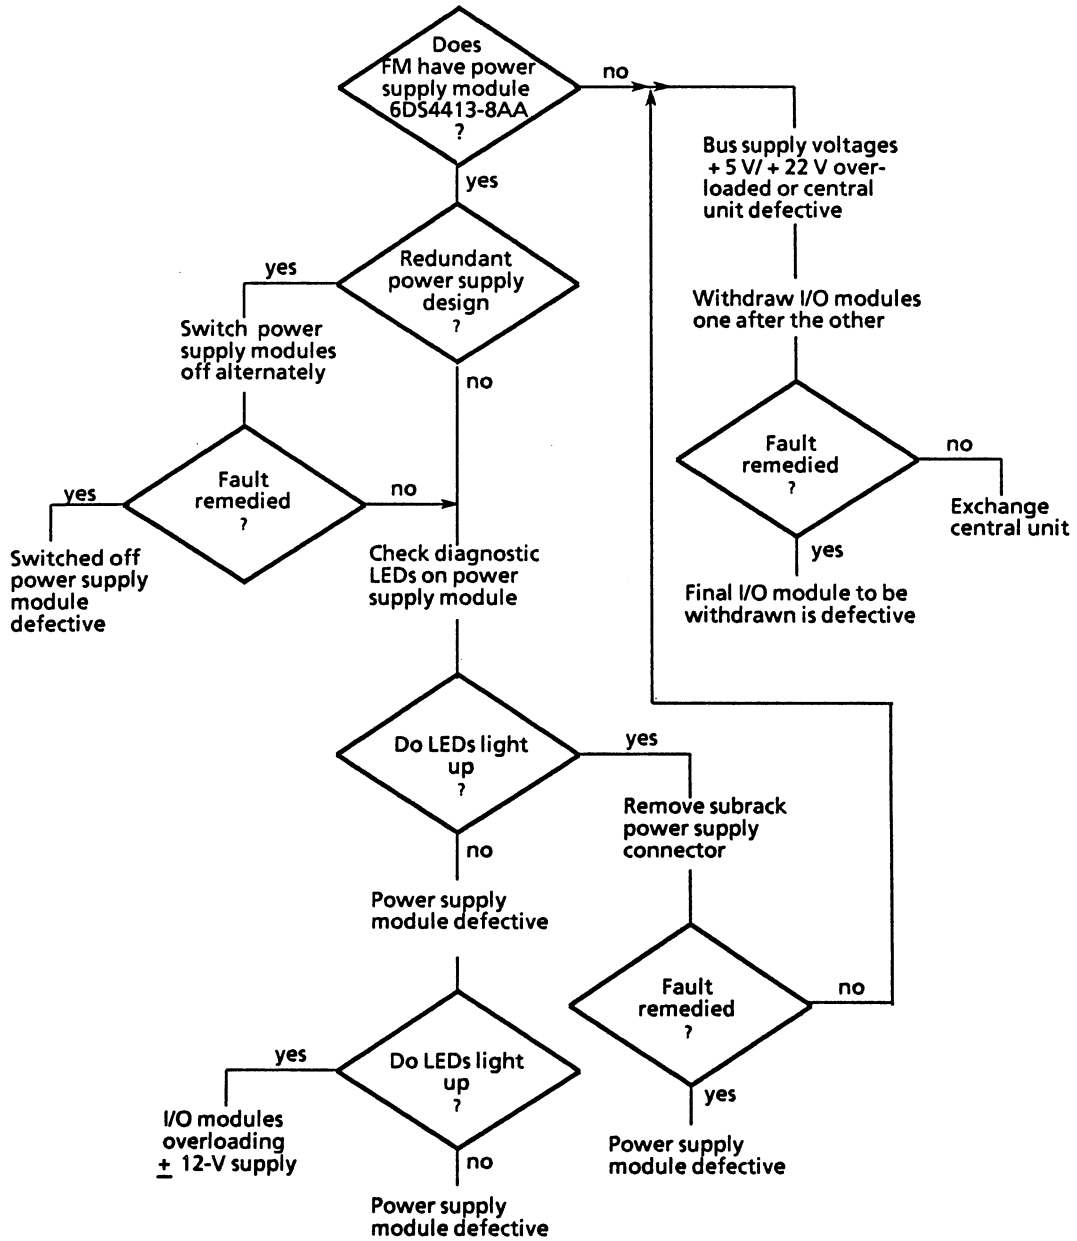 Does
FM have power
supply module
6DS4413-8AA
?
no
yes
Bus supply voltages
+ 5 V/ + 22 V over-
loaded or central
unit defective
Redundant
power supply
design
?
yes
no
Switch power
supply modules
off alternately
Withdraw I/O modules
one after the other
Fault
remedied
?
yes
no
Fault
remedied
?
no
yes
Exchange
central unit
Switched off
power supply
module
defective
Check diagnostic
LEDs on power
supply module
Final I/O module to be
withdrawn is defective
Do LEDs light
up
?
yes
no
Remove subrack
power supply
connector
Power supply
module defective
Fault
remedied
?
no
yes
Do LEDs light
up
?
yes
no
I/O modules
overloading
± 12-V supply
Power supply
module defective
Power supply
module defective